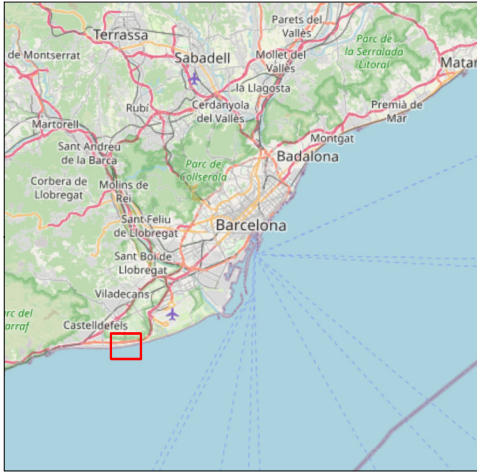 Parets del
Vallès
Terrassa
Parc de
la Serralada
Litoral
de Montserrat
Sabadell
Mollet del
Vallès
Matar
la Llagosta
Rubí
Cerdanyola
del Vallès
Premià de
Mar
Martorell
Montgat
Sant Andreu
de la Barca
Badalona
Parc de
Collserola
Corbera de
Llobregat
Molins de
Rei
Sant Feliu
de Llobregat
Barcelona
Sant Boi de
Llobregat
Viladecans
arc del
arraf
Castelldefels